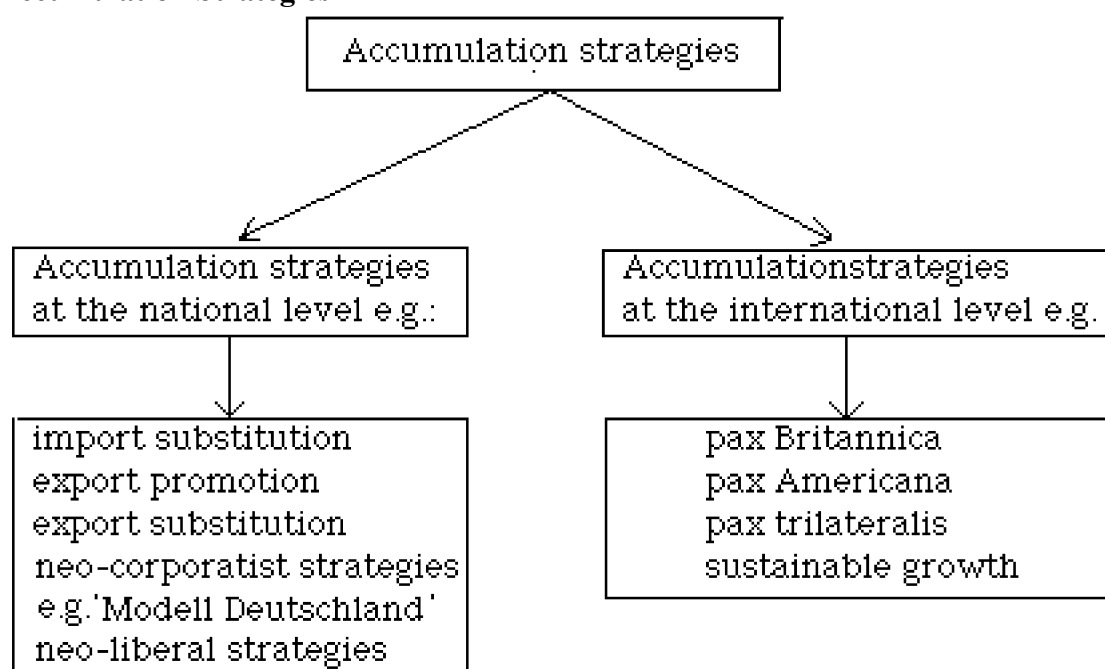 Accumulation strategies
Accumulation strategies
at the national level e.g.:
Accumulationstrategies
at the international level e.g.
import substitution
export promotion
export substitution
neo-corporatist strategies
e.g.'Modell Deutschland'
neo-liberal strategies
pax Britannica
pax Americana
pax trilateralis
sustainable growth